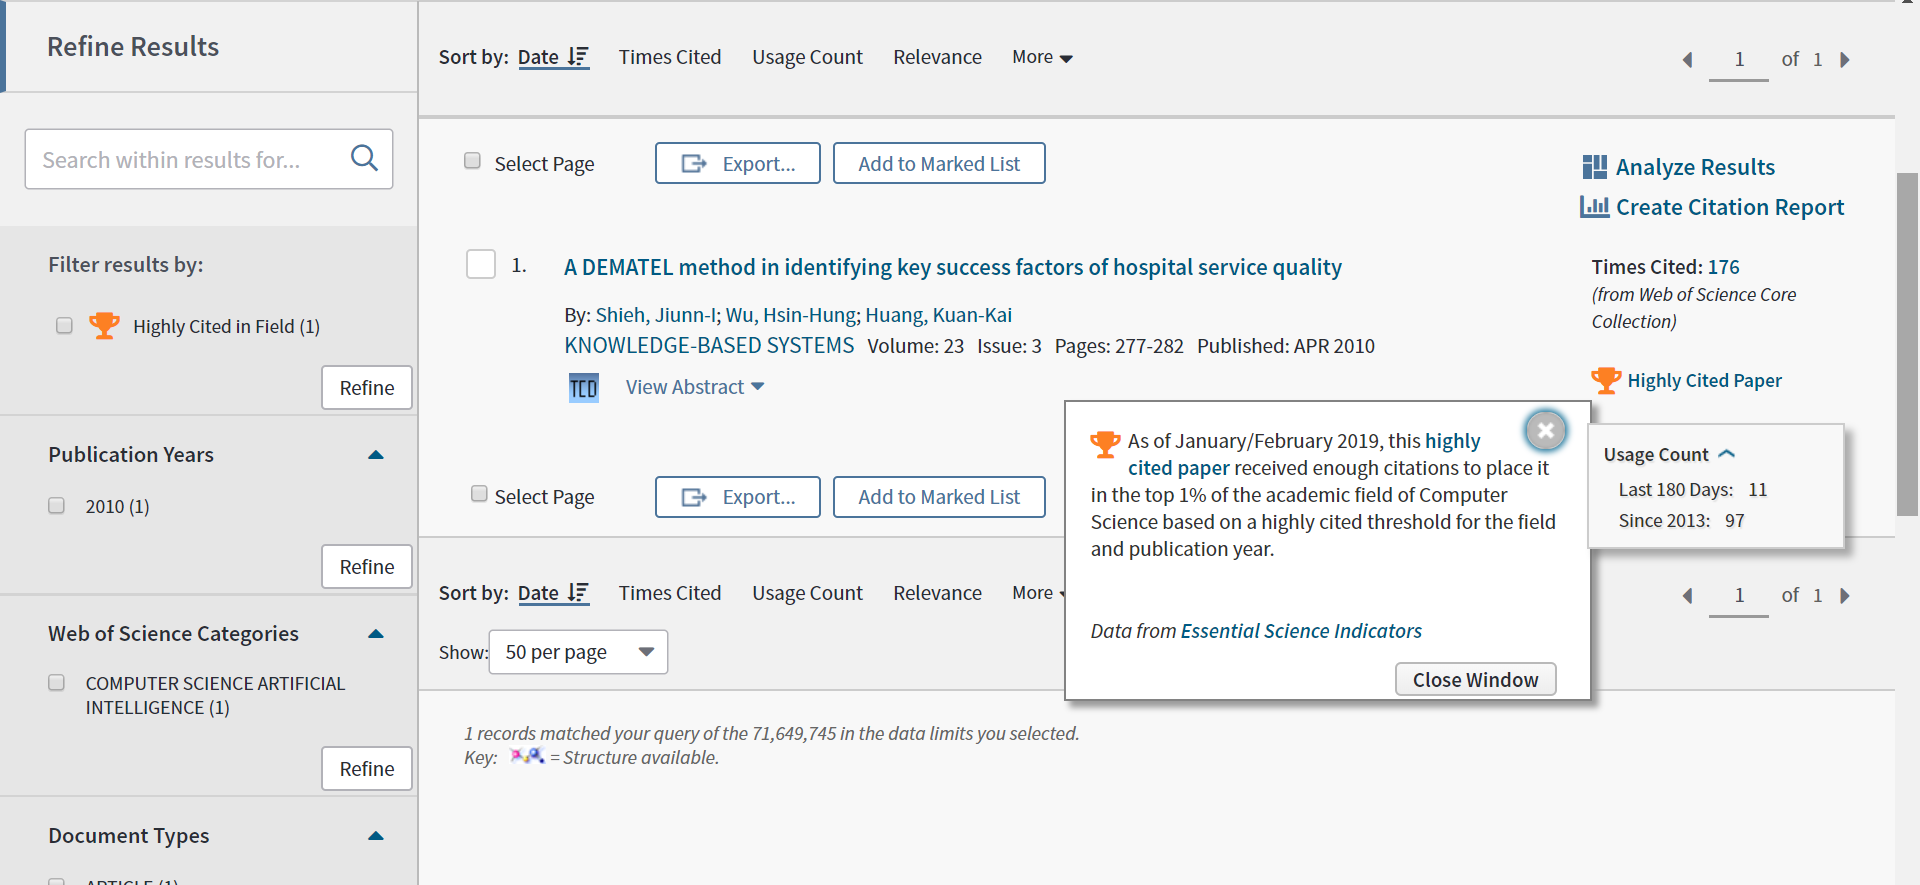 Refine Results
Search within results for...
Filter results by:
Highly Cited in Field (1)
Refine
Publication Years
2010 (1)
Refine
Web of Science Categories
COMPUTER SCIENCE ARTIFICIAL
INTELLIGENCE (1)
Refine
Document Types
ARTICLE (1)
Sort by: Date Times Cited Usage Count Relevance More
1 of 1
Select Page Export... Add to Marked List
Analyze Results
Create Citation Report
1. A DEMATEL method in identifying key success factors of hospital service quality
By: Shieh, Jiunn-I; Wu, Hsin-Hung; Huang, Kuan-Kai
KNOWLEDGE-BASED SYSTEMS Volume: 23 Issue: 3 Pages: 277-282 Published: APR 2010
TCD View Abstract
Times Cited: 176
(from Web of Science Core
Collection)
Highly Cited Paper
As of January/February 2019, this highly
cited paper received enough citations to place it
in the top 1% of the academic field of Computer
Science based on a highly cited threshold for the field
and publication year.
Data from Essential Science Indicators
Close Window
Usage Count
Last 180 Days: 11
Since 2013: 97
Select Page Export... Add to Marked List
Sort by: Date Times Cited Usage Count Relevance More
1 of 1
Show: 50 per page
1 records matched your query of the 71,649,745 in the data limits you selected.
Key: = Structure available.